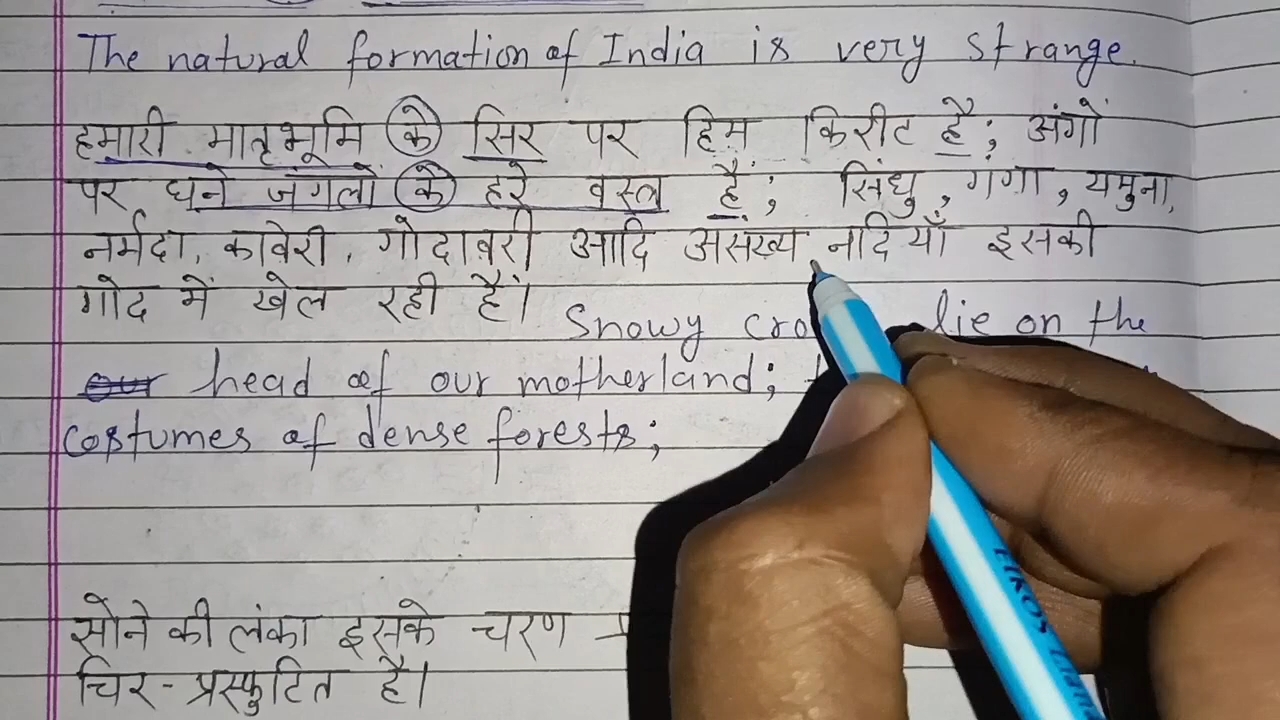 The natural formation of India is very strange.
हमारी मातृभूमि के सिर पर हिम किरीट है; अंगों
पर घने जंगलों के हरे वस्त्र हैं; सिंधु, गंगा, यमुना,
नर्मदा, कावेरी, गोदावरी आदि असंख्य नदियाँ इसकी
गोद में खेल रही हैं। Snowy lie on the
head of our motherland;
costumes of dense forests;
सोने की लंका इसके चरण
चिर-प्रस्फुटित है।